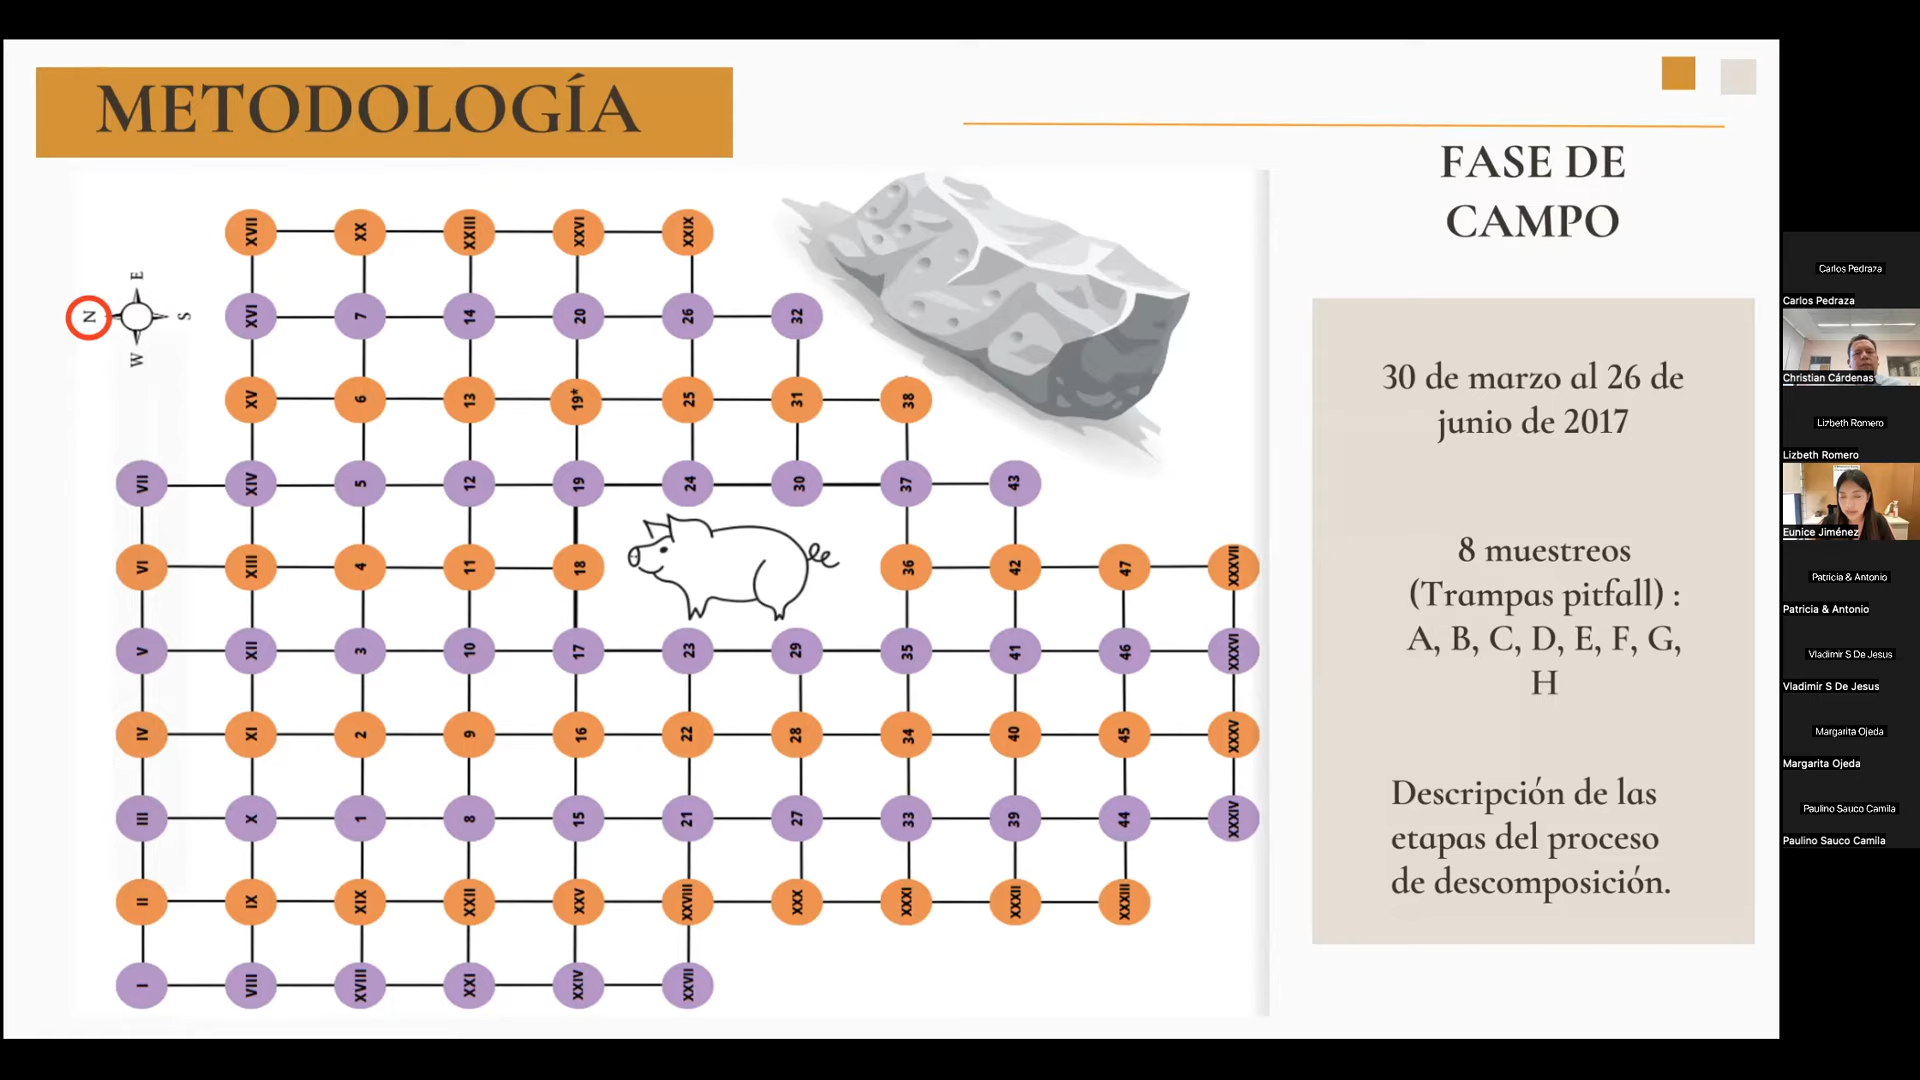 METODOLOGÍA
FASE DE
CAMPO
30 de marzo al 26 de
junio de 2017
8 muestreos
(Trampas pitfall) :
A, B, C, D, E, F, G,
H
Descripción de las
etapas del proceso
de descomposición.
N E S W
XVII XX XXIII XXVI XXIX
XVI 7 14 20 26 32
XV 6 13 19* 25 31 38
VII XIV 5 12 19 24 30 37 43
VI XIII 4 11 18 36 42 47 XXXVII
V XII 3 10 17 23 29 35 41 46 XXXVI
IV XI 2 9 16 22 28 34 40 45 XXXV
III X 1 8 15 21 27 33 39 44 XXXIV
II IX XIX XXII XXV XXVIII XXX XXXI XXXII XXXIII
I VIII XVIII XXI XXIV XXVII
Carlos Pedraza
Carlos Pedraza
Christian Cárdenas
Lizbeth Romero
Lizbeth Romero
Eunice Jiménez
Patricia & Antonio
Patricia & Antonio
Vladimir S De Jesus
Vladimir S De Jesus
Margarita Ojeda
Margarita Ojeda
Paulino Sauco Camila
Paulino Sauco Camila